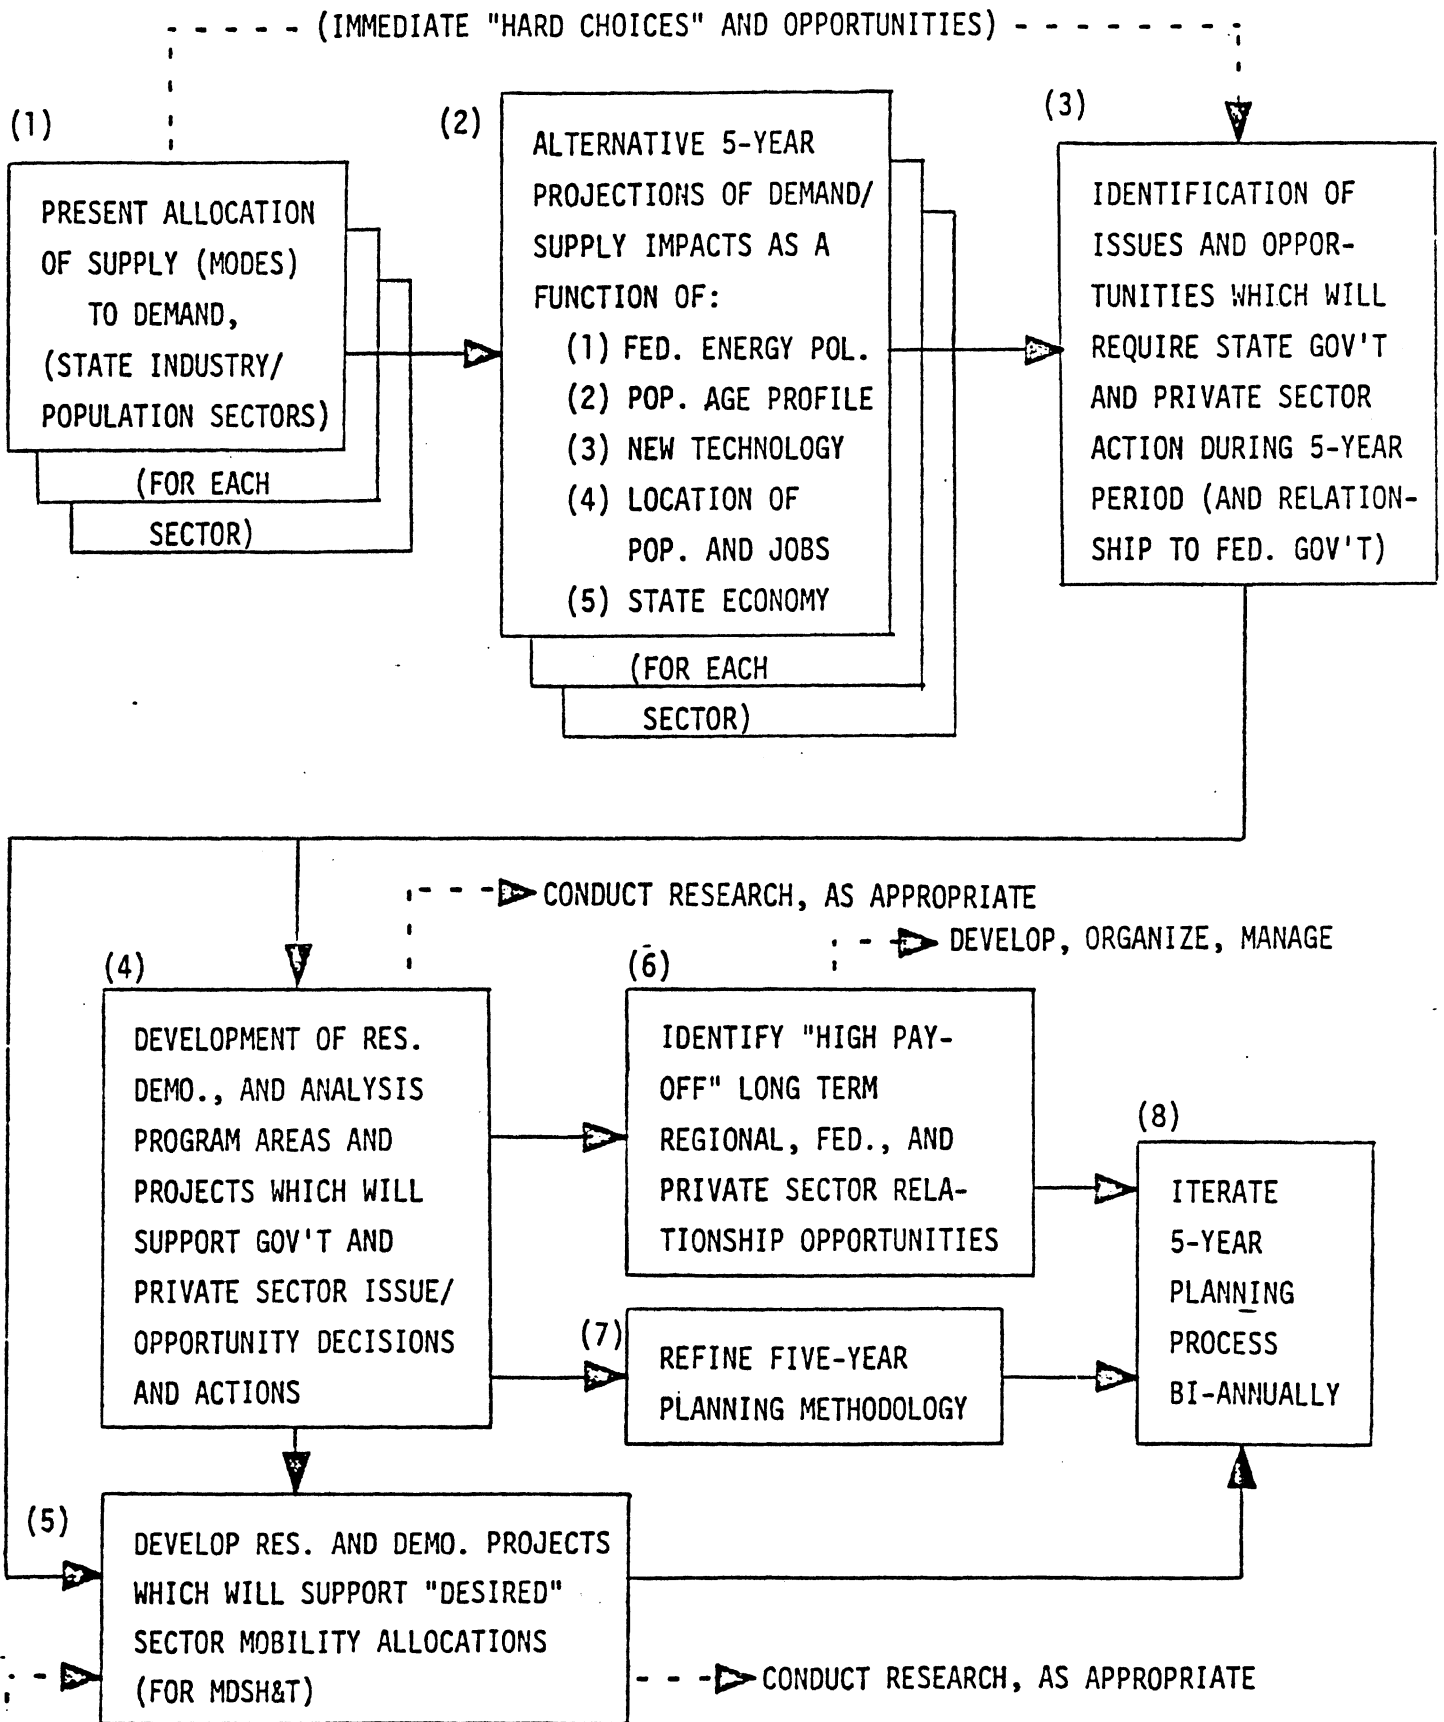 (IMMEDIATE "HARD CHOICES" AND OPPORTUNITIES)
(1)
PRESENT ALLOCATION
OF SUPPLY (MODES)
TO DEMAND,
(STATE INDUSTRY/
POPULATION SECTORS)
(FOR EACH
SECTOR)
(2)
ALTERNATIVE 5-YEAR
PROJECTIONS OF DEMAND/
SUPPLY IMPACTS AS A
FUNCTION OF:
(1) FED. ENERGY POL.
(2) POP. AGE PROFILE
(3) NEW TECHNOLOGY
(4) LOCATION OF
POP. AND JOBS
(5) STATE ECONOMY
(FOR EACH
SECTOR)
(3)
IDENTIFICATION OF
ISSUES AND OPPOR-
TUNITIES WHICH WILL
REQUIRE STATE GOV'T
AND PRIVATE SECTOR
ACTION DURING 5-YEAR
PERIOD (AND RELATION-
SHIP TO FED. GOV'T)
CONDUCT RESEARCH, AS APPROPRIATE
DEVELOP, ORGANIZE, MANAGE
(4)
DEVELOPMENT OF RES.
DEMO., AND ANALYSIS
PROGRAM AREAS AND
PROJECTS WHICH WILL
SUPPORT GOV'T AND
PRIVATE SECTOR ISSUE/
OPPORTUNITY DECISIONS
AND ACTIONS
(6)
IDENTIFY "HIGH PAY-
OFF" LONG TERM
REGIONAL, FED., AND
PRIVATE SECTOR RELA-
TIONSHIP OPPORTUNITIES
(7)
REFINE FIVE-YEAR
PLANNING METHODOLOGY
(8)
ITERATE
5-YEAR
PLANNING
PROCESS
BI-ANNUALLY
(5)
DEVELOP RES. AND DEMO. PROJECTS
WHICH WILL SUPPORT "DESIRED"
SECTOR MOBILITY ALLOCATIONS
(FOR MDSH&T)
CONDUCT RESEARCH, AS APPROPRIATE